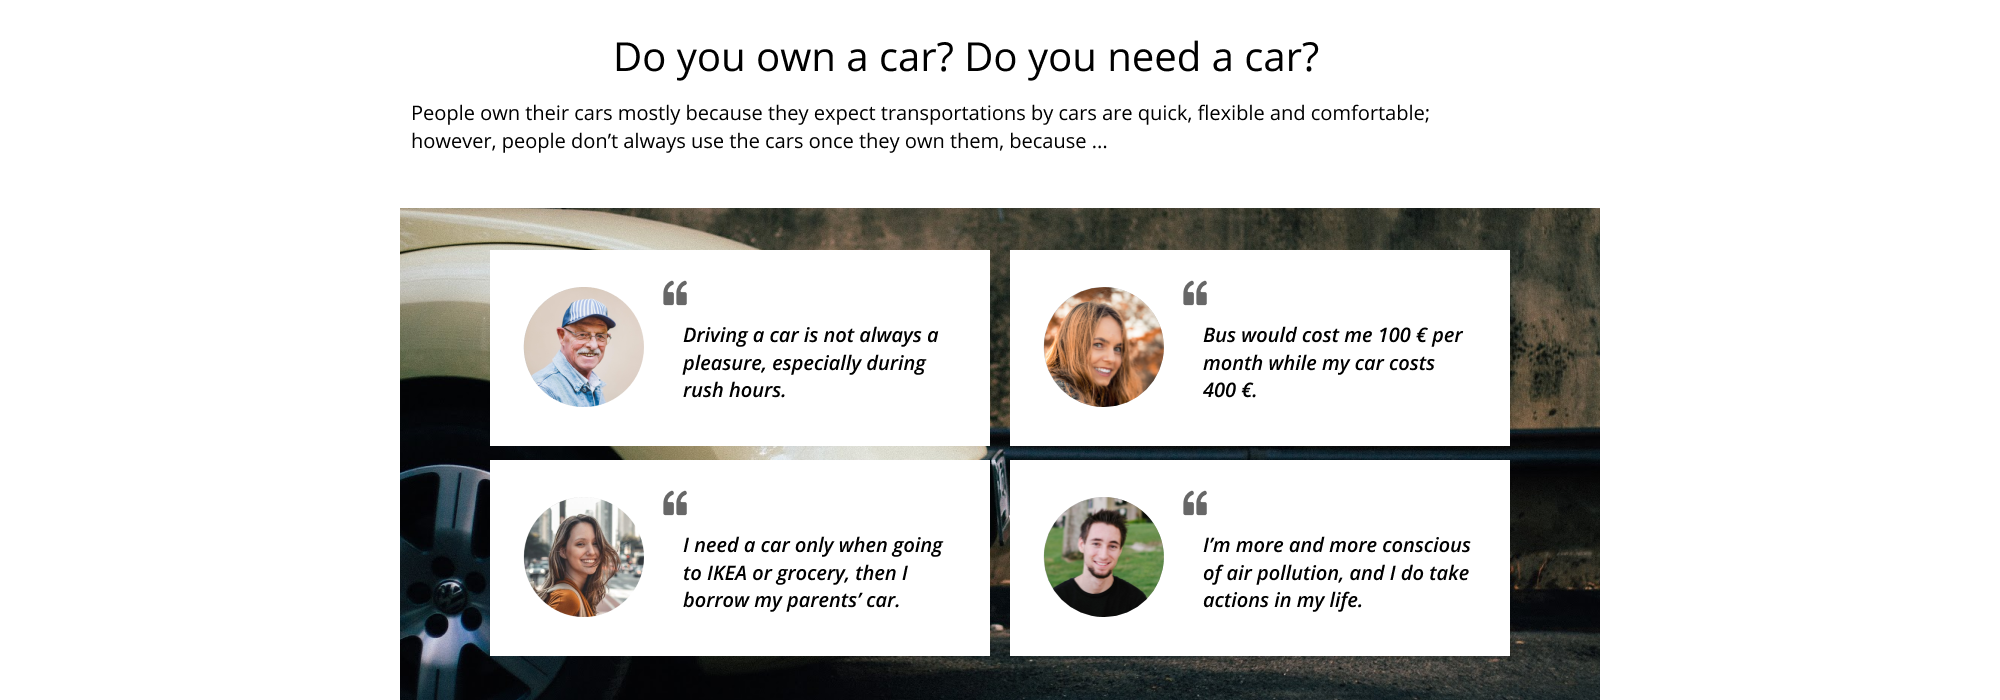 Do you own a car? Do you need a car?
People own their cars mostly because they expect transportations by cars are quick, flexible and comfortable;
however, people don’t always use the cars once they own them, because ...
“
Driving a car is not always a
pleasure, especially during
rush hours.
“
Bus would cost me 100 € per
month while my car costs
400 €.
“
I need a car only when going
to IKEA or grocery, then I
borrow my parents’ car.
“
I’m more and more conscious
of air pollution, and I do take
actions in my life.